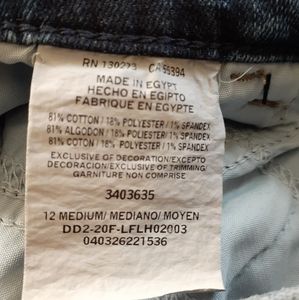 RN 130273 CA 56394
MADE IN EGYPT
HECHO EN EGIPTO
FABRIQUE EN EGYPTE
81% COTTON / 18% POLYESTER / 1% SPANDEX
81% ALGODON / 18% POLIESTER / 1% SPANDEX
81% COTON / 18% POLYESTER / 1% SPANDEX
EXCLUSIVE OF DECORATION/EXCEPTO
DECORACION/EXCLUSIVE OF TRIMMING/
GARNITURE NON COMPRISE
3403635
12 MEDIUM/ MEDIANO/ MOYEN
DD2-20F-LFLH02003
040326221536